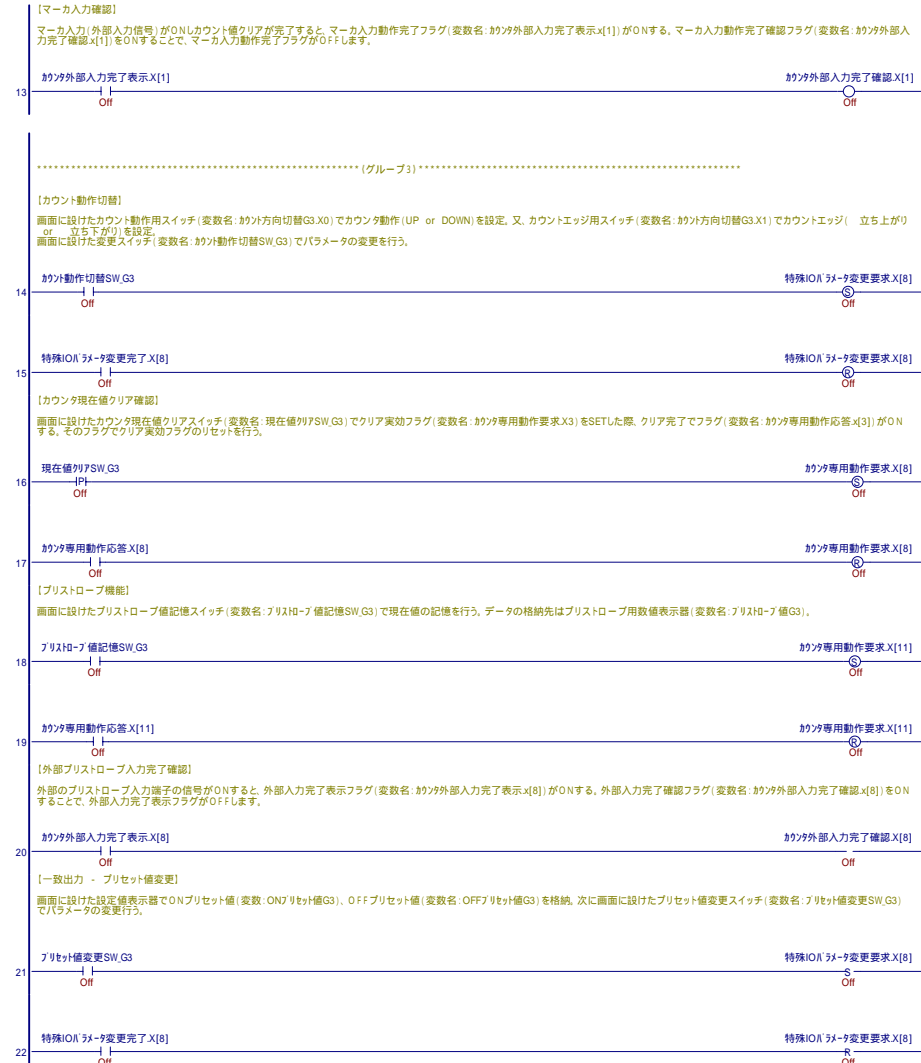 [マーカ入力確認]
マーカ入力(外部入力信号)がONしカウント値クリアが完了すると、マーカ入力動作完了フラグ(変数名:ｶｳﾝﾀ外部入力完了表示.x[1])がONする。マーカ入力動作完了確認フラグ(変数名:ｶｳﾝﾀ外部入
力完了確認.x[1])をONすることで、マーカ入力動作完了フラグがOFFします。
ｶｳﾝﾀ外部入力完了表示.X[1] ｶｳﾝﾀ外部入力完了確認.X[1]
13
Off Off
********************************************************(グループ3)********************************************************
[カウント動作切替]
画面に設けたカウント動作用スイッチ(変数名:ｶｳﾝﾄ方向切替G3.X0)でカウンタ動作(UP or DOWN)を設定。又、カウントエッジ用スイッチ(変数名:ｶｳﾝﾄ方向切替G3.X1)でカウントエッジ( 立ち上がり
or 立ち下がり)を設定。
画面に設けた変更スイッチ(変数名:ｶｳﾝﾄ動作切替SW_G3)でパラメータの変更を行う。
ｶｳﾝﾄ動作切替SW_G3 特殊IOﾊﾟﾗﾒｰﾀ変更要求.X[8]
14 S
Off Off
特殊IOﾊﾟﾗﾒｰﾀ変更完了.X[8] 特殊IOﾊﾟﾗﾒｰﾀ変更要求.X[8]
15 R
Off Off
[カウンタ現在値クリア確認]
画面に設けたカウンタ現在値クリアスイッチ(変数名:現在値ｸﾘｱSW_G3)でクリア実効フラグ(変数名:ｶｳﾝﾀ専用動作要求.X3)をSETした際、クリア完了でフラグ(変数名:ｶｳﾝﾀ専用動作応答.x[3])がON
する。そのフラグでクリア実効フラグのリセットを行う。
現在値ｸﾘｱSW_G3 ｶｳﾝﾀ専用動作要求.X[8]
16 P S
Off Off
ｶｳﾝﾀ専用動作応答.X[8] ｶｳﾝﾀ専用動作要求.X[8]
17 R
Off Off
[プリストローブ機能]
画面に設けたプリストローブ値記憶スイッチ(変数名:ﾌﾟﾘｽﾄﾛｰﾌﾞ値記憶SW_G3)で現在値の記憶を行う。データの格納先はプリストローブ用数値表示器(変数名:ﾌﾟﾘｽﾄﾛｰﾌﾞ値G3)。
ﾌﾟﾘｽﾄﾛｰﾌﾞ値記憶SW_G3 ｶｳﾝﾀ専用動作要求.X[11]
18 S
Off Off
ｶｳﾝﾀ専用動作応答.X[11] ｶｳﾝﾀ専用動作要求.X[11]
19 R
Off Off
[外部プリストローブ入力完了確認]
外部のプリストローブ入力端子の信号がONすると、外部入力完了表示フラグ(変数名:ｶｳﾝﾀ外部入力完了表示.x[8])がONする。外部入力完了確認フラグ(変数名:ｶｳﾝﾀ外部入力完了確認.x[8])をON
することで、外部入力完了表示フラグがOFFします。
ｶｳﾝﾀ外部入力完了表示.X[8] ｶｳﾝﾀ外部入力完了確認.X[8]
20
Off Off
[一致出力 - プリセット値変更]
画面に設けた設定値表示器でONプリセット値(変数:ONﾌﾟﾘｾｯﾄ値G3)、OFFプリセット値(変数名:OFFﾌﾟﾘｾｯﾄ値G3)を格納。次に画面に設けたプリセット値変更スイッチ(変数名:ﾌﾟﾘｾｯﾄ値変更SW_G3)
でパラメータの変更行う。
ﾌﾟﾘｾｯﾄ値変更SW_G3 特殊IOﾊﾟﾗﾒｰﾀ変更要求.X[8]
21 S
Off Off
特殊IOﾊﾟﾗﾒｰﾀ変更完了.X[8] 特殊IOﾊﾟﾗﾒｰﾀ変更要求.X[8]
22 R
Off Off